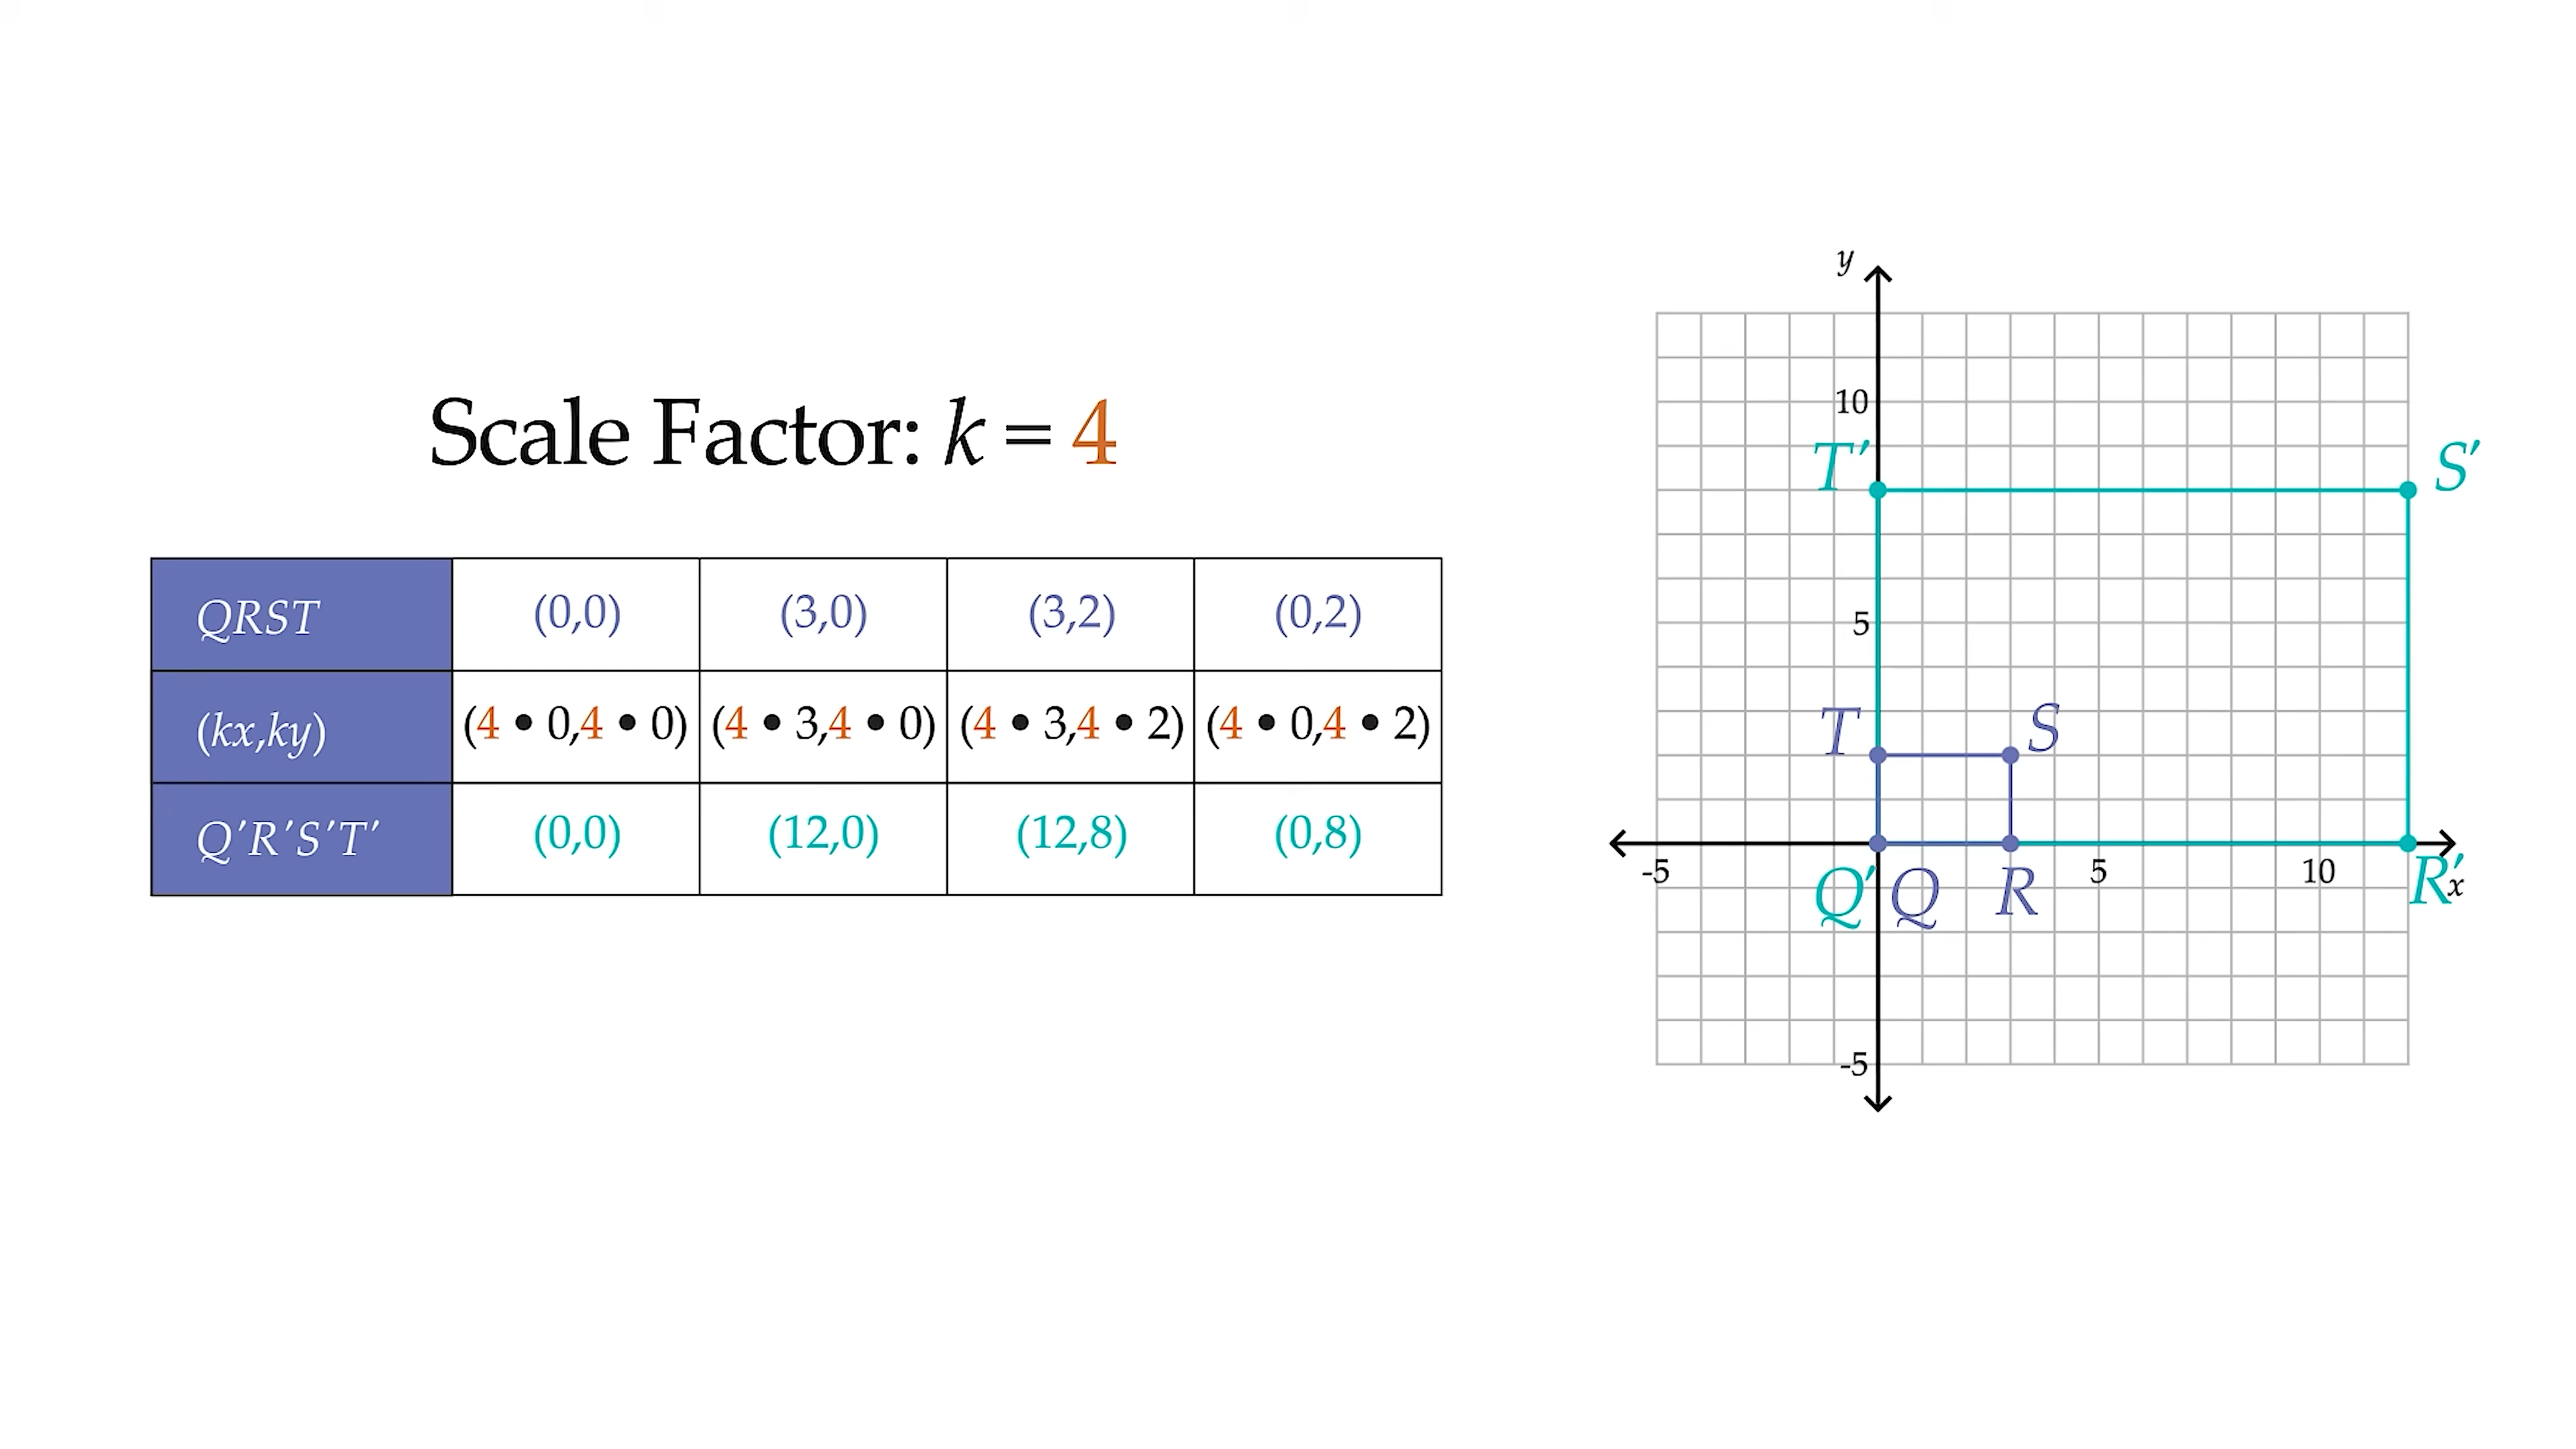 Scale Factor: k = 4
QRST (0,0) (3,0) (3,2) (0,2)
(kx,ky) (4 • 0,4 • 0) (4 • 3,4 • 0) (4 • 3,4 • 2) (4 • 0,4 • 2)
Q′R′S′T′ (0,0) (12,0) (12,8) (0,8)
y
10
T′ S′
5
T S
-5 5 10
Q′ Q R R′ x
-5